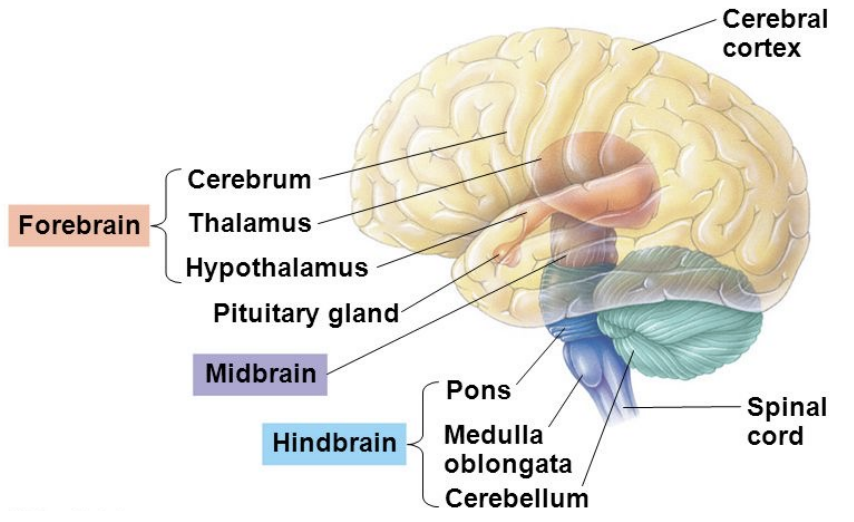 Cerebral
cortex
Cerebrum
Thalamus
Forebrain
Hypothalamus
Pituitary gland
Midbrain
Pons
Hindbrain
Medulla
oblongata
Cerebellum
Spinal
cord